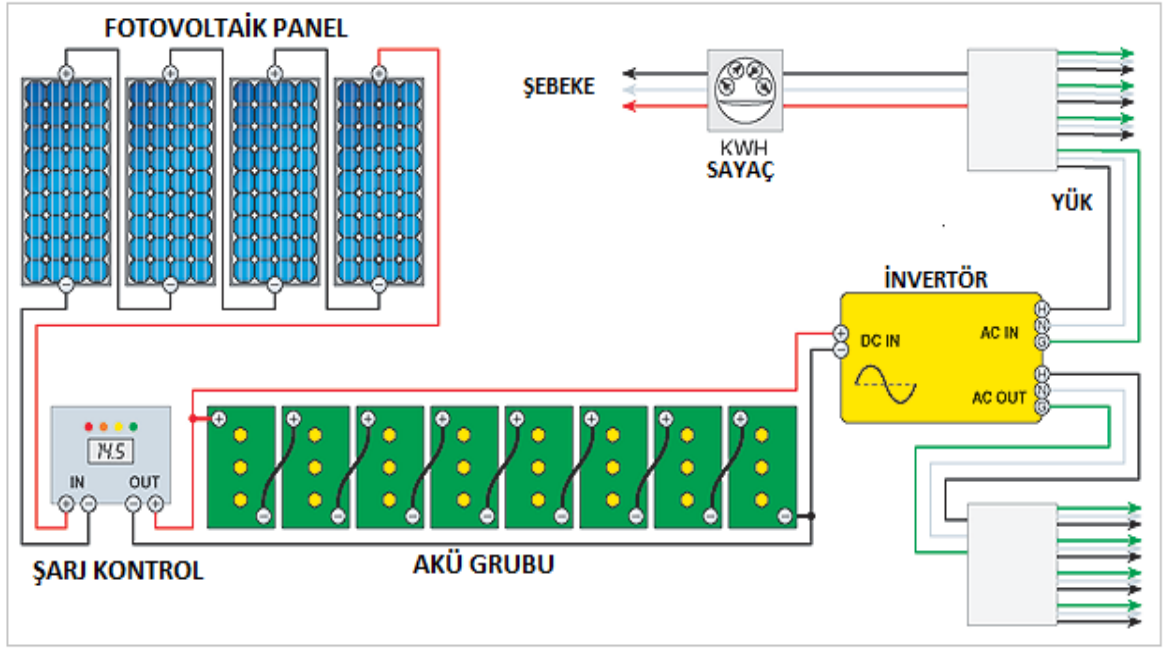 FOTOVOLTAİK PANEL
ŞEBEKE
KWH
SAYAÇ
YÜK
İNVERTÖR
DC IN
AC IN
H
N
G
AC OUT
H
N
G
14.5
IN
OUT
ŞARJ KONTROL
AKÜ GRUBU